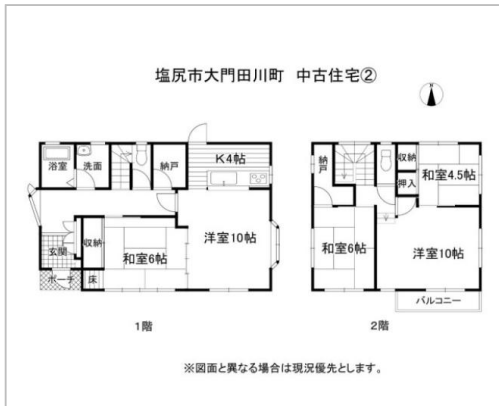 塩尻市大門田川町 中古住宅②
浴室
洗面
納戸
K4帖
玄関
収納
和室6帖
洋室10帖
ポーチ
床
1階
納戸
収納
押入
和室4.5帖
和室6帖
洋室10帖
バルコニー
2階
※図面と異なる場合は現況優先とします。